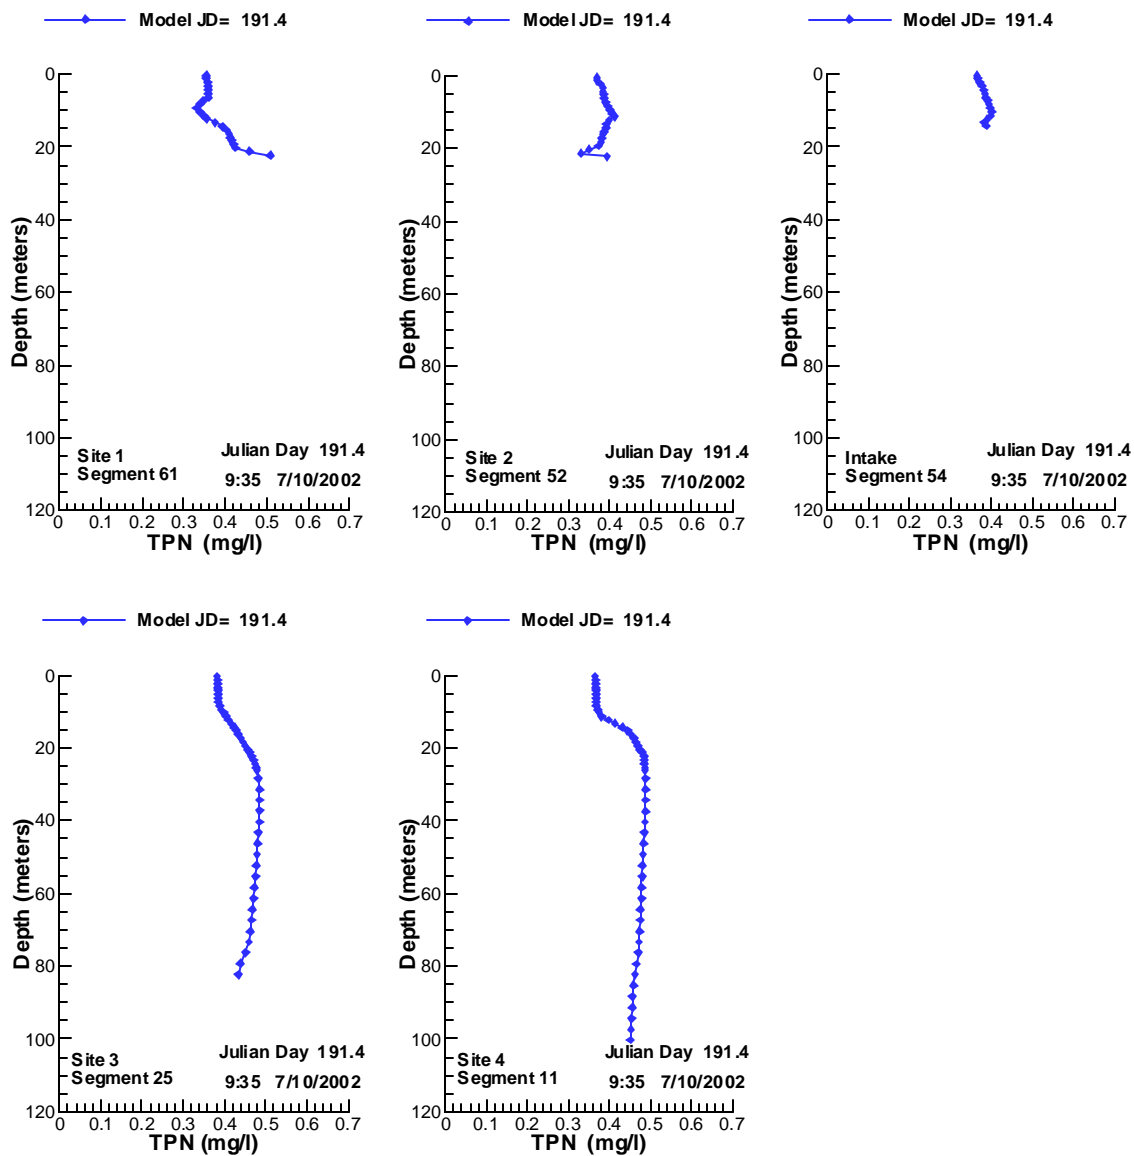 Model JD= 191.4
0
20
40
60
80
100
120
Depth (meters)
Site 1
Segment 61
Julian Day 191.4
9:35 7/10/2002
0 0.1 0.2 0.3 0.4 0.5 0.6 0.7
TPN (mg/l)
Model JD= 191.4
0
20
40
60
80
100
120
Depth (meters)
Site 2
Segment 52
Julian Day 191.4
9:35 7/10/2002
0 0.1 0.2 0.3 0.4 0.5 0.6 0.7
TPN (mg/l)
Model JD= 191.4
0
20
40
60
80
100
120
Depth (meters)
Intake
Segment 54
Julian Day 191.4
9:35 7/10/2002
0 0.1 0.2 0.3 0.4 0.5 0.6 0.7
TPN (mg/l)
Model JD= 191.4
0
20
40
60
80
100
120
Depth (meters)
Site 3
Segment 25
Julian Day 191.4
9:35 7/10/2002
0 0.1 0.2 0.3 0.4 0.5 0.6 0.7
TPN (mg/l)
Model JD= 191.4
0
20
40
60
80
100
120
Depth (meters)
Site 4
Segment 11
Julian Day 191.4
9:35 7/10/2002
0 0.1 0.2 0.3 0.4 0.5 0.6 0.7
TPN (mg/l)